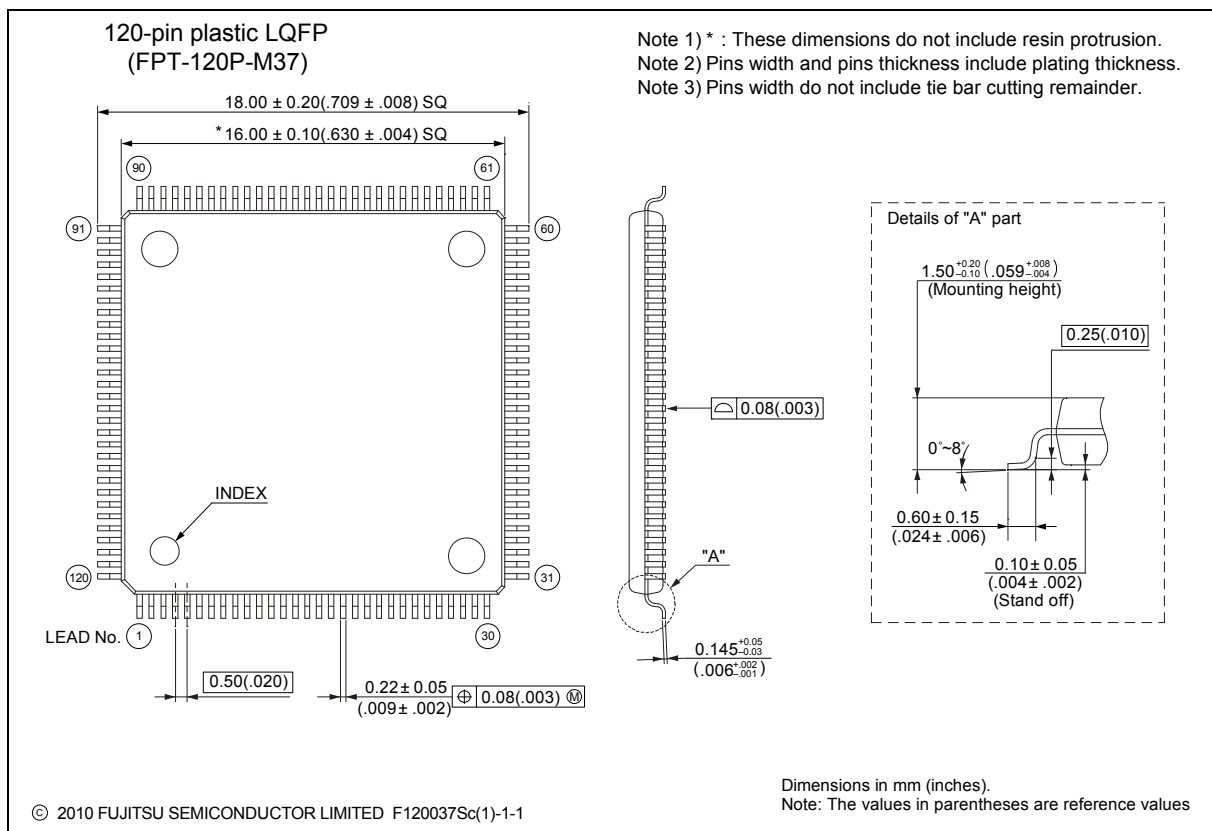 120-pin plastic LQFP
(FPT-120P-M37)
Note 1) * : These dimensions do not include resin protrusion.
Note 2) Pins width and pins thickness include plating thickness.
Note 3) Pins width do not include tie bar cutting remainder.
18.00 ± 0.20(.709 ± .008) SQ
*16.00 ± 0.10(.630 ± .004) SQ
90
61
91
60
INDEX
120
31
LEAD No.
1
30
0.50(.020)
0.22± 0.05
(.009± .002)
⌖ 0.08(.003) Ⓜ
⌓ 0.08(.003)
"A"
0.145 +0.05 −0.03
(.006 +.002 −.001)
Details of "A" part
1.50 +0.20 −0.10 (.059 +.008 −.004)
(Mounting height)
0.25(.010)
0°~8°
0.60± 0.15
(.024± .006)
0.10± 0.05
(.004± .002)
(Stand off)
© 2010 FUJITSU SEMICONDUCTOR LIMITED F120037Sc(1)-1-1
Dimensions in mm (inches).
Note: The values in parentheses are reference values